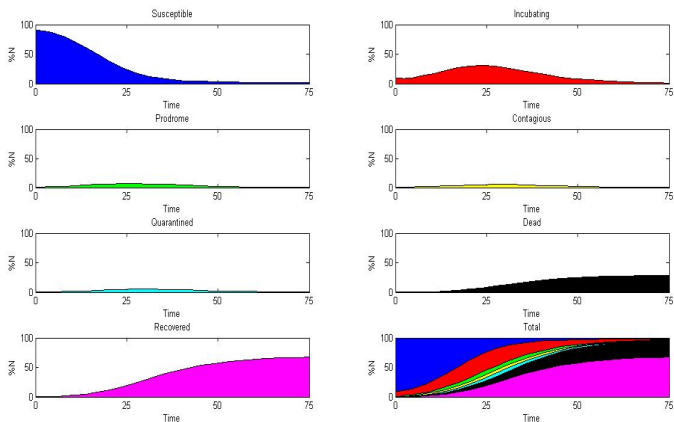 Susceptible
100
50
0
%N
0 25 50 75
Time
Incubating
100
50
0
%N
0 25 50 75
Time
Prodrome
100
50
0
%N
0 25 50 75
Time
Contagious
100
50
0
%N
0 25 50 75
Time
Quarantined
100
50
0
%N
0 25 50 75
Time
Dead
100
50
0
%N
0 25 50 75
Time
Recovered
100
50
0
%N
0 25 50 75
Time
Total
100
50
0
%N
0 25 50 75
Time